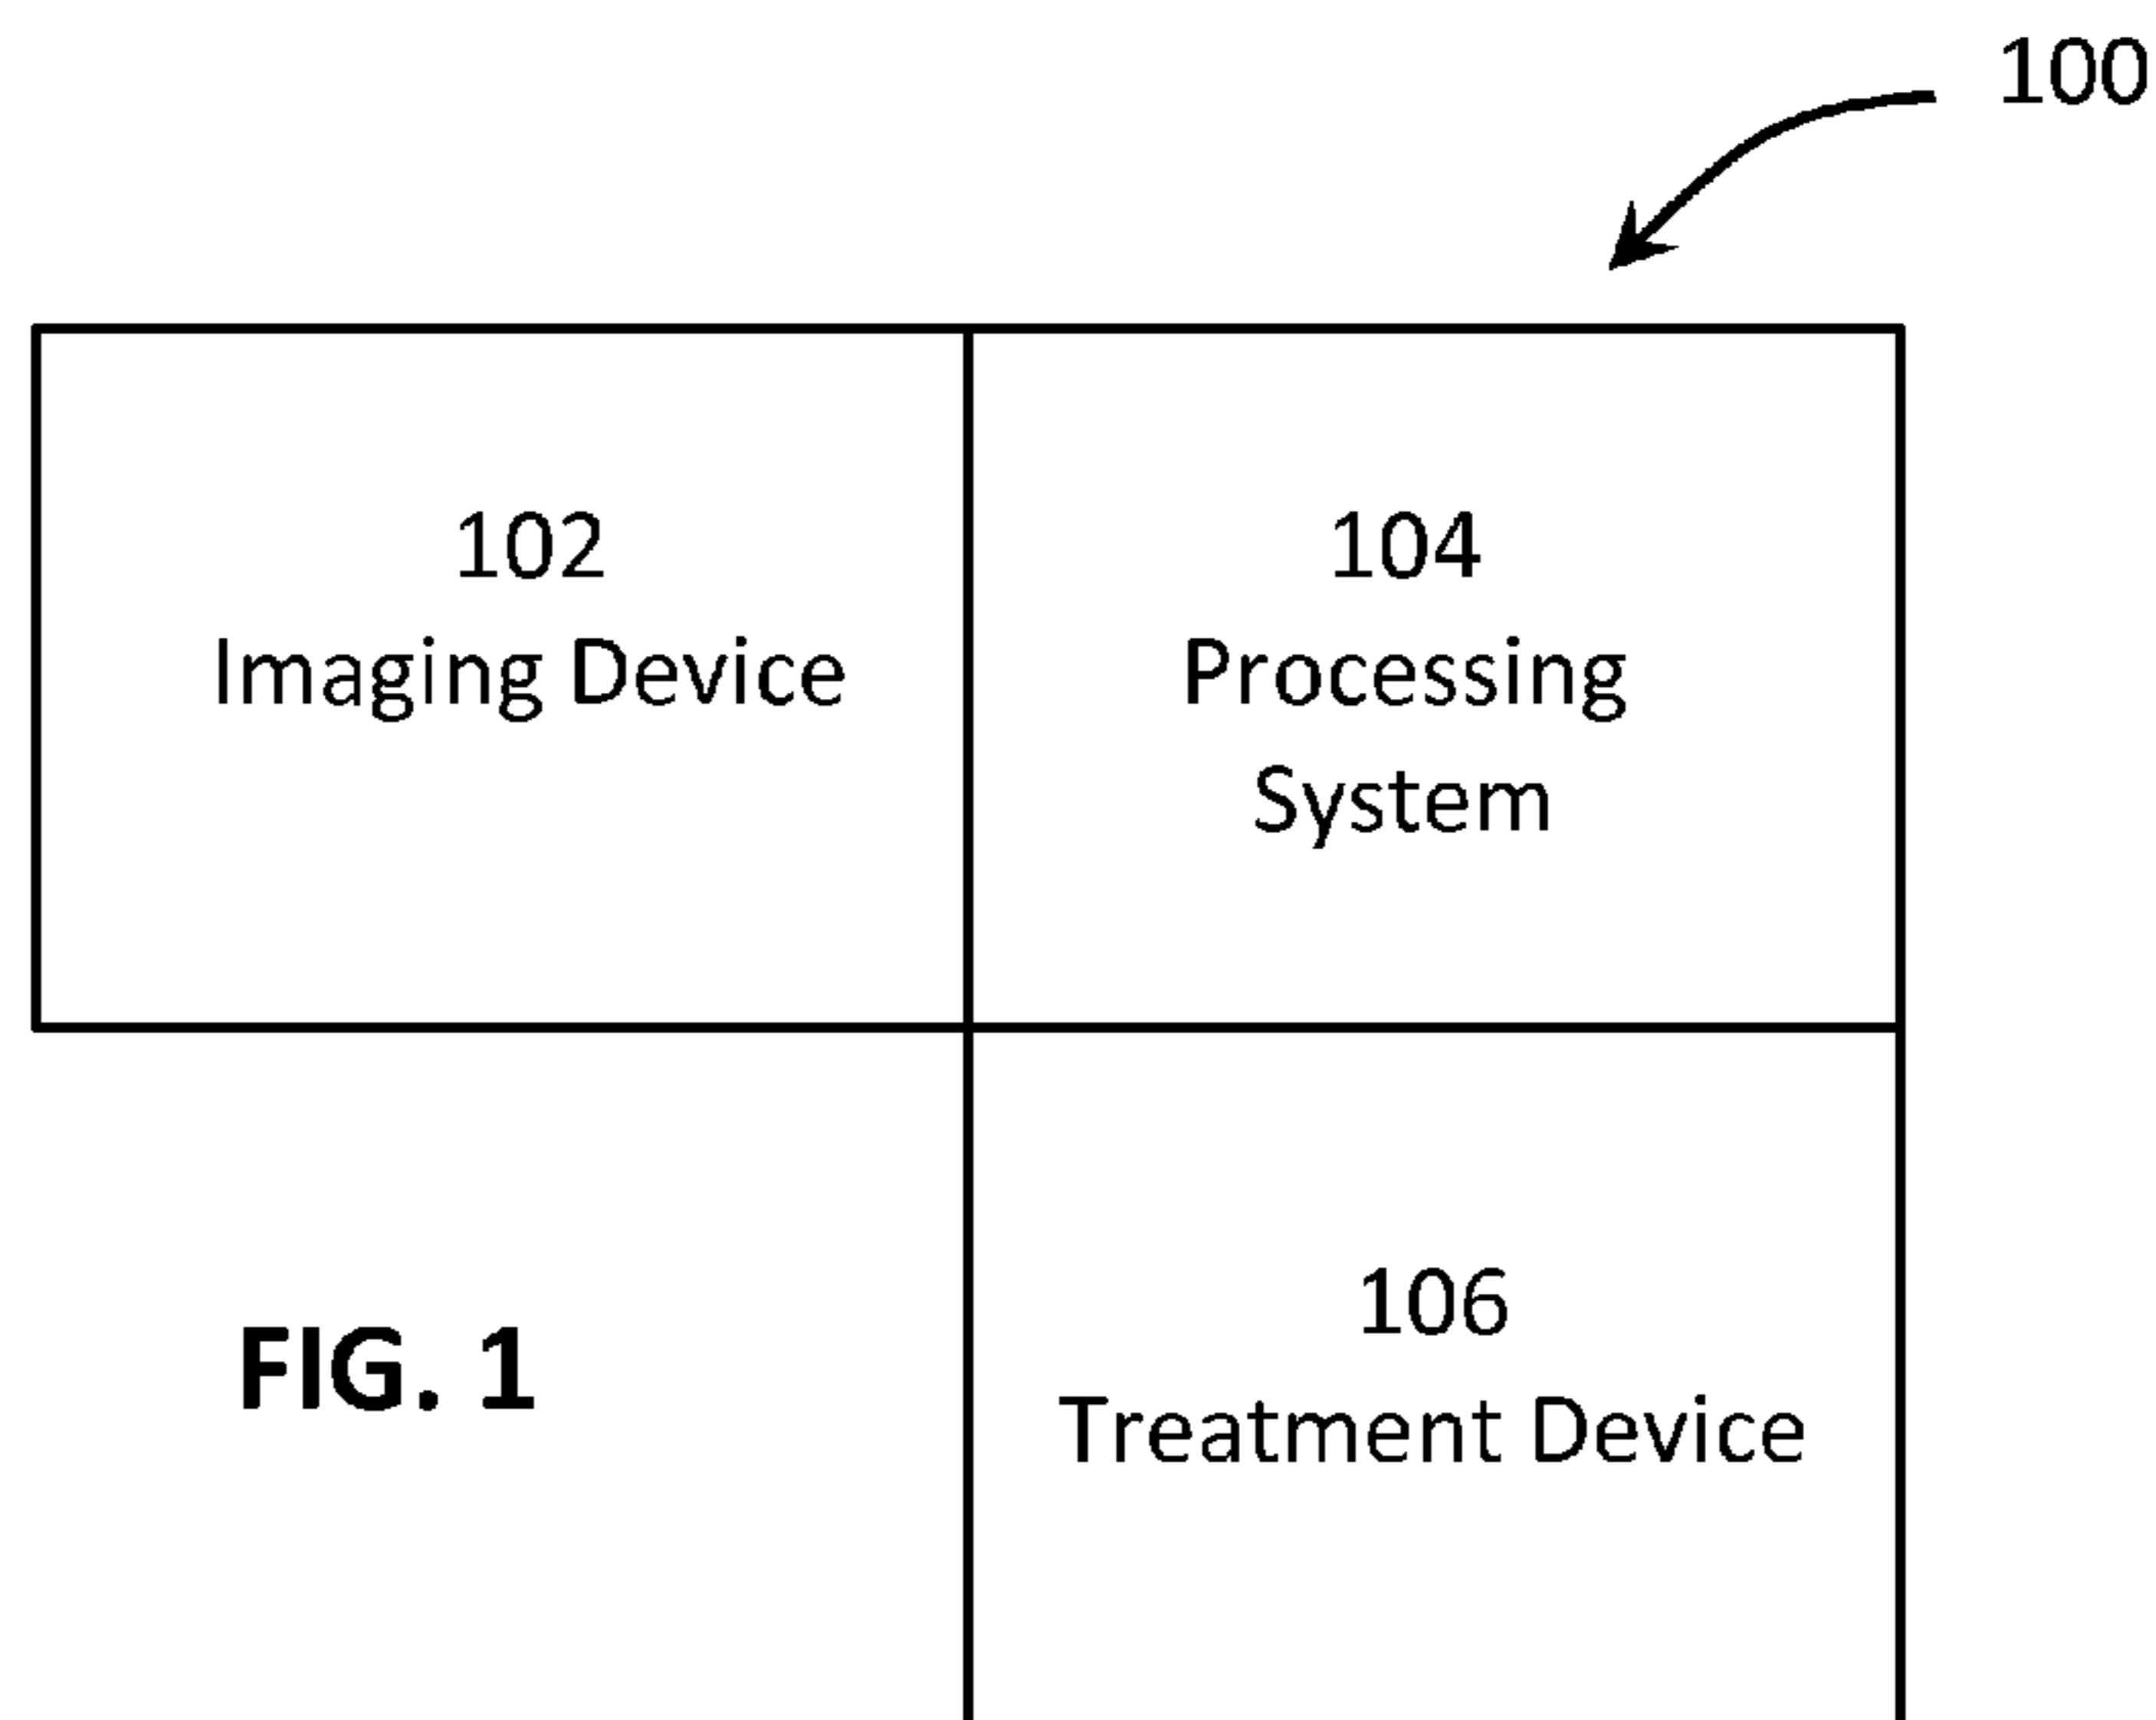 100
102
Imaging Device
104
Processing
System
106
Treatment Device
FIG. 1